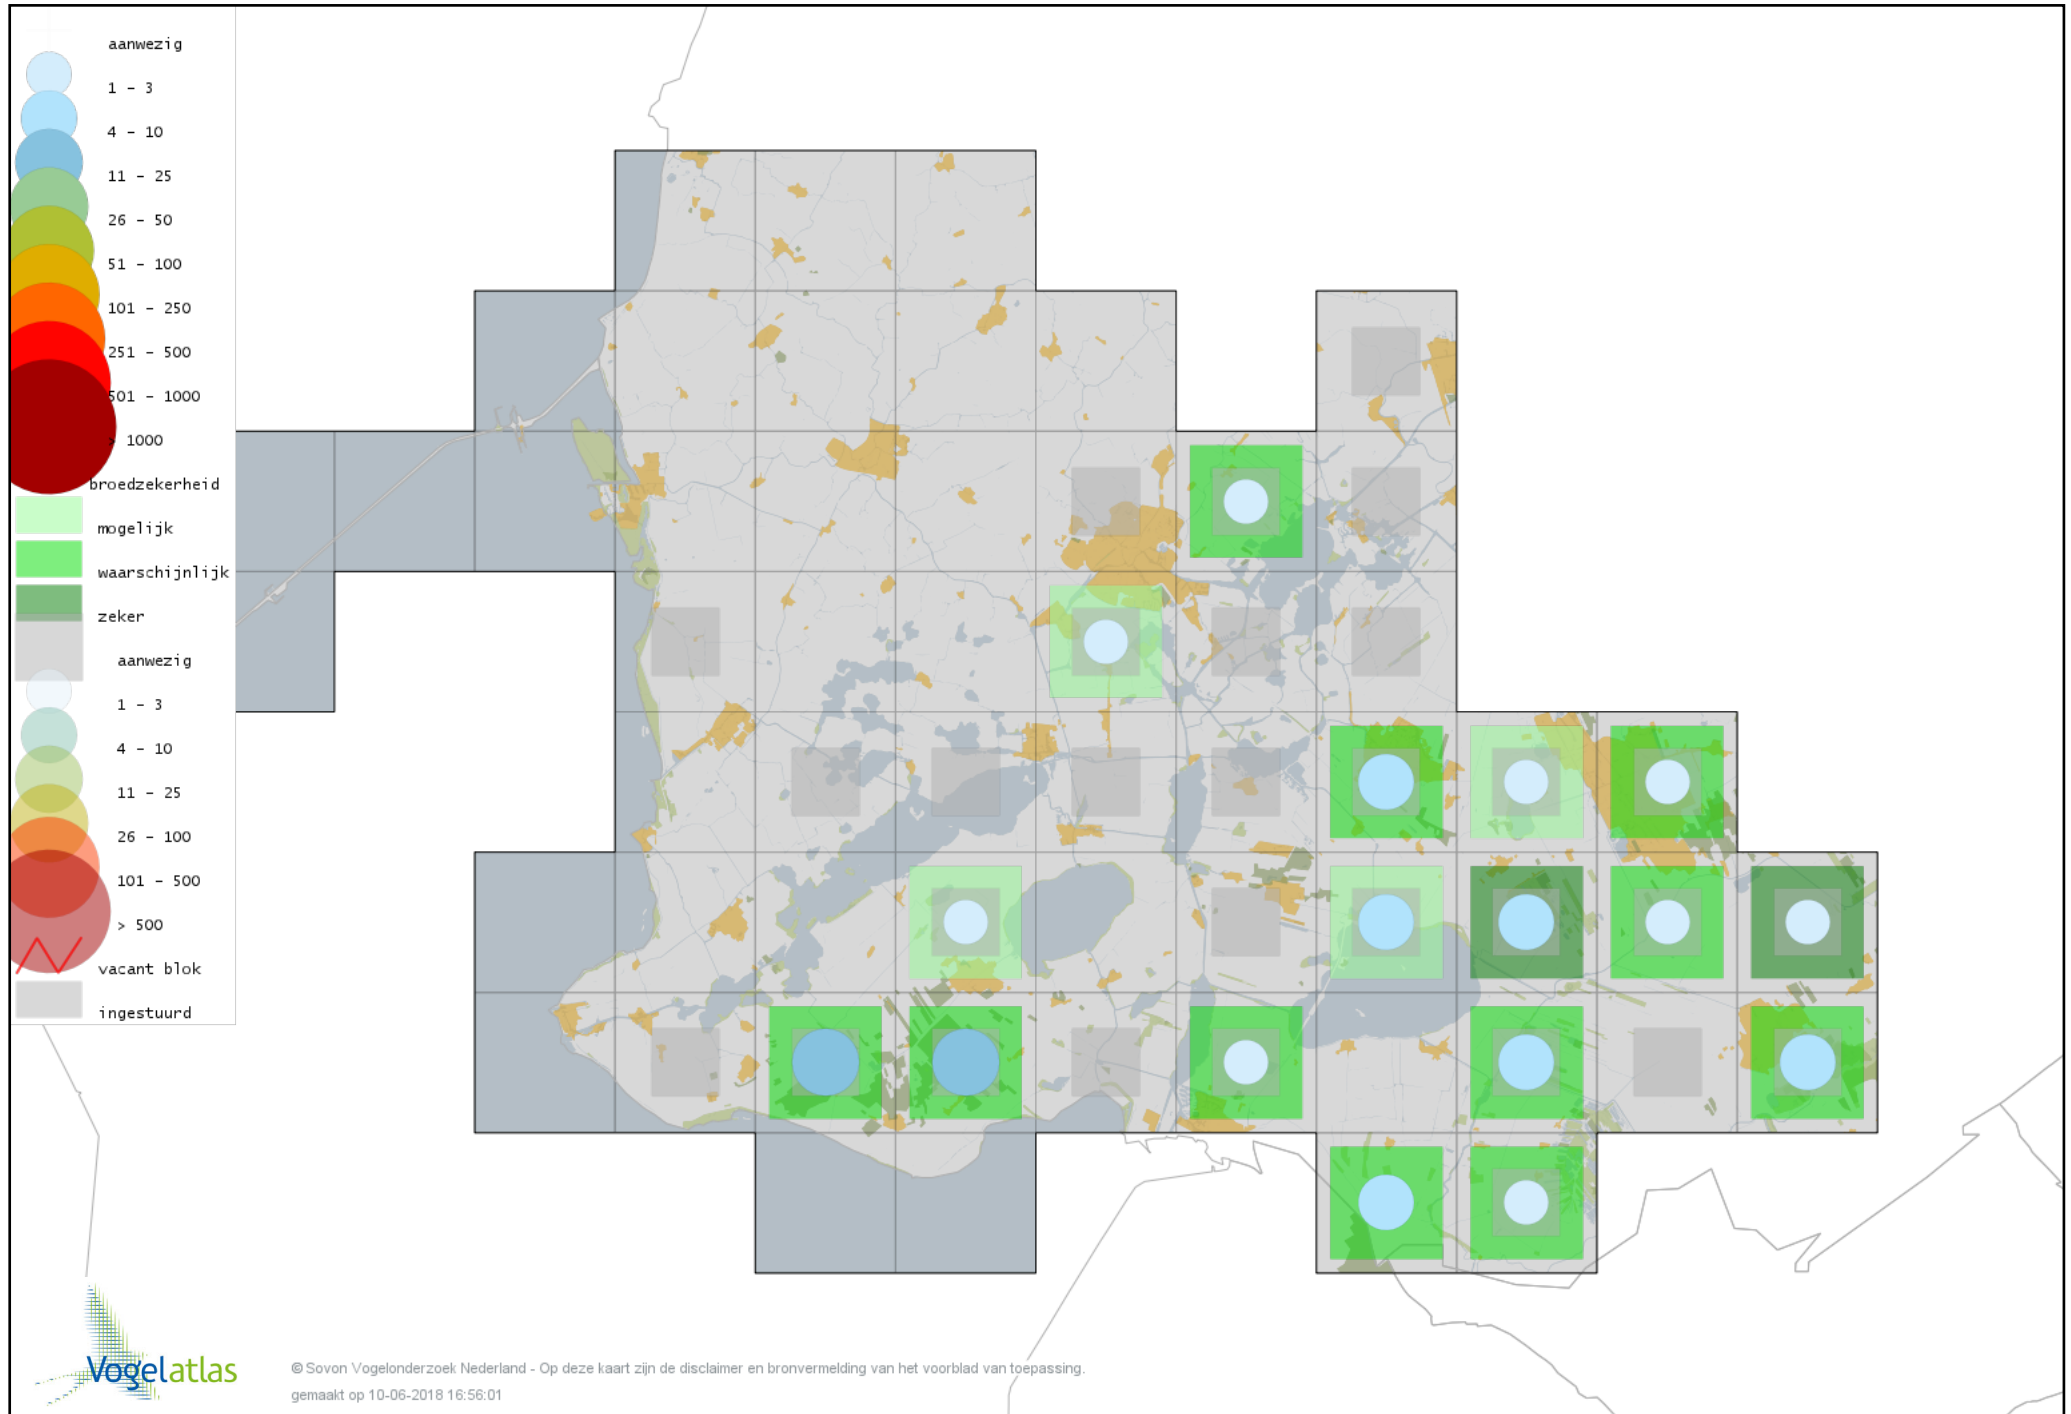 aanwezig
1 - 3
4 - 10
11 - 25
26 - 50
51 - 100
101 - 250
251 - 500
501 - 1000
> 1000
broedzekerheid
mogelijk
waarschijnlijk
zeker
aanwezig
1 - 3
4 - 10
11 - 25
26 - 100
101 - 500
> 500
vacant blok
ingestuurd
Vogelatlas
© Sovon Vogelonderzoek Nederland - Op deze kaart zijn de disclaimer en bronvermelding van het voorblad van toepassing.
gemaakt op 10-06-2018 16:56:01